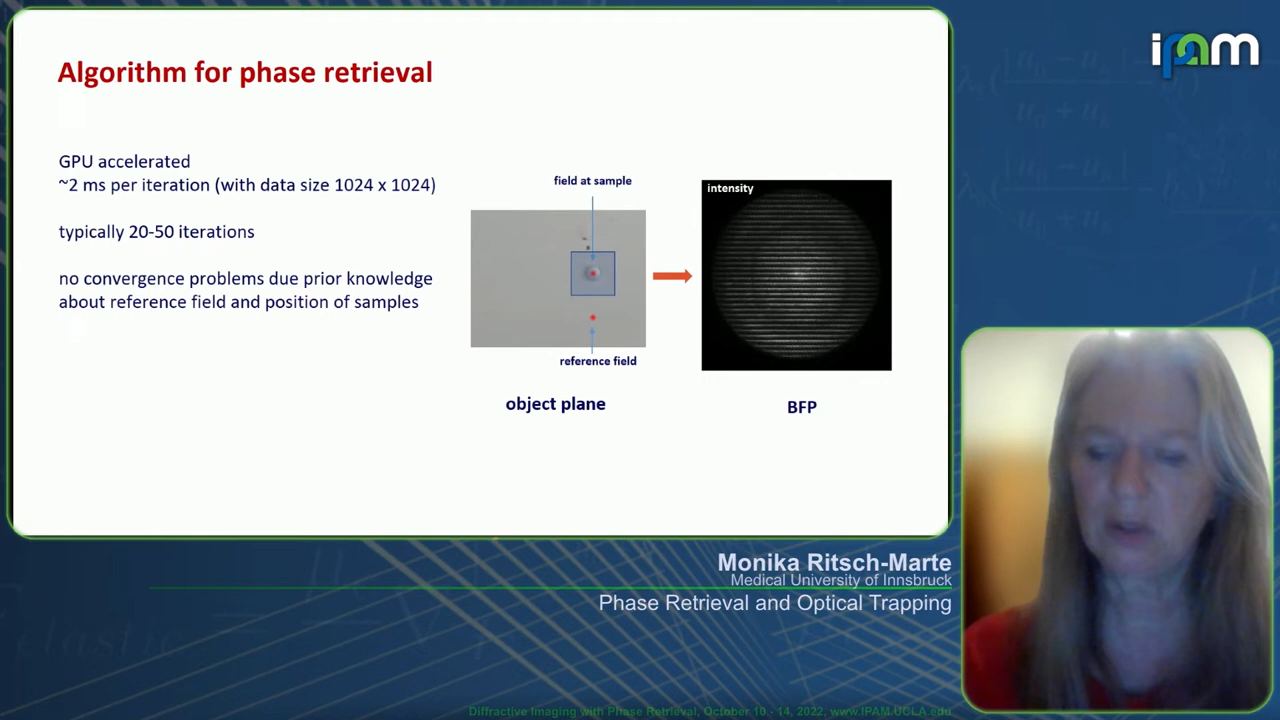 Algorithm for phase retrieval
ipam
GPU accelerated
~2 ms per iteration (with data size 1024 x 1024)
typically 20-50 iterations
no convergence problems due prior knowledge
about reference field and position of samples
field at sample
reference field
object plane
intensity
BFP
Monika Ritsch-Marte
Medical University of Innsbruck
Phase Retrieval and Optical Trapping
elastic
Diffractive Imaging with Phase Retrieval, October 10 - 14, 2022, www.IPAM.UCLA.edu